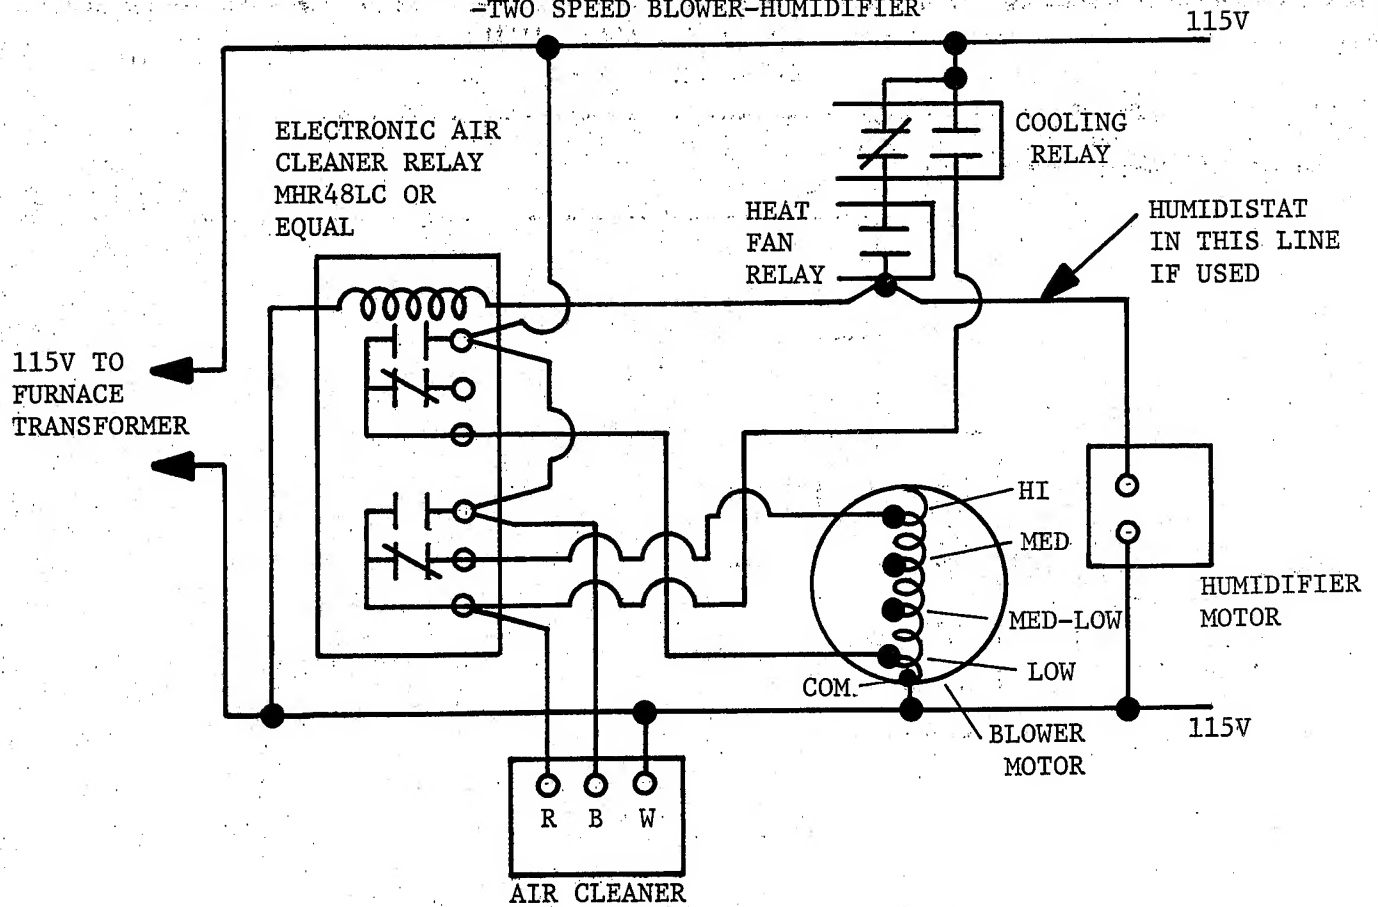 -TWO SPEED BLOWER-HUMIDIFIER
115V
ELECTRONIC AIR
CLEANER RELAY
MHR48LC OR
EQUAL
COOLING
RELAY
HEAT
FAN
RELAY
HUMIDISTAT
IN THIS LINE
IF USED
115V TO
FURNACE
TRANSFORMER
HI
MED
MED-LOW
LOW
COM.
HUMIDIFIER
MOTOR
BLOWER
MOTOR
115V
R B W
AIR CLEANER